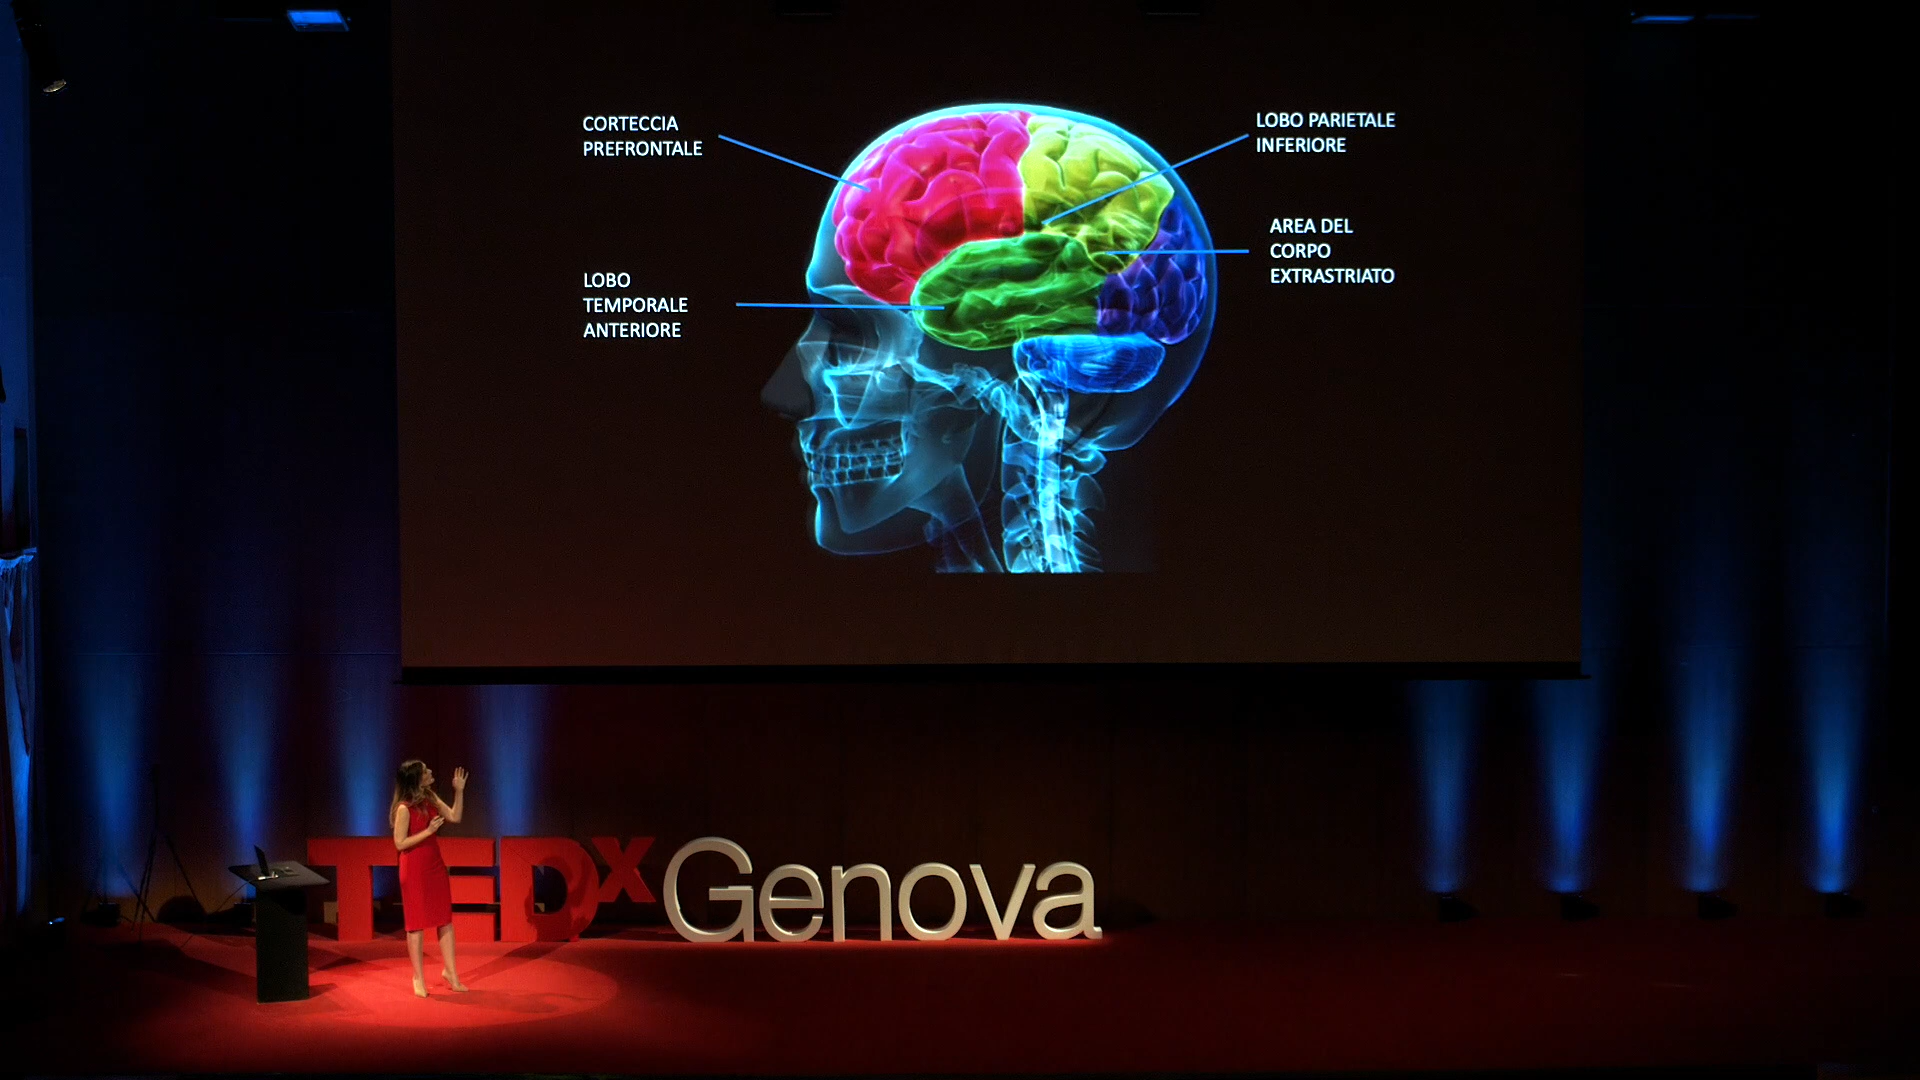 CORTECCIA
PREFRONTALE
LOBO
TEMPORALE
ANTERIORE
LOBO PARIETALE
INFERIORE
AREA DEL
CORPO
EXTRASTRIATO
TEDx Genova